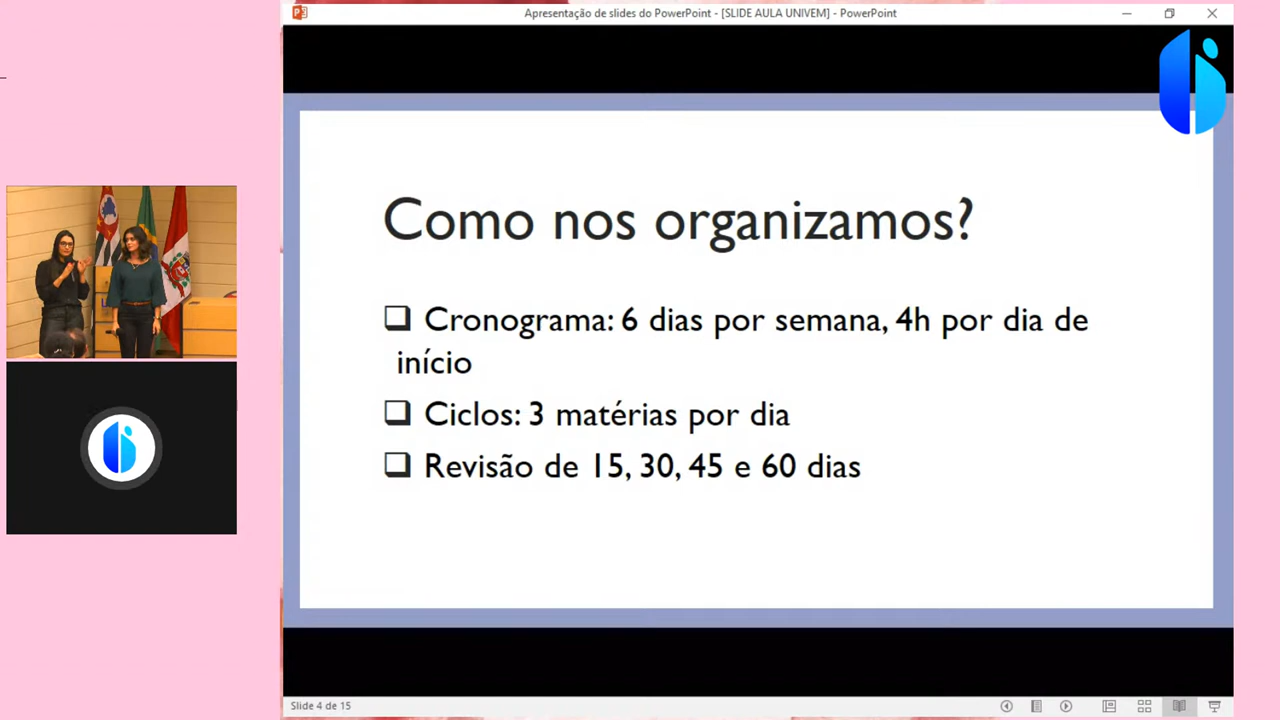 Apresentação de slides do PowerPoint - [SLIDE AULA UNIVEM] - PowerPoint
Como nos organizamos?
Cronograma: 6 dias por semana, 4h por dia de
início
Ciclos: 3 matérias por dia
Revisão de 15, 30, 45 e 60 dias
Slide 4 de 15